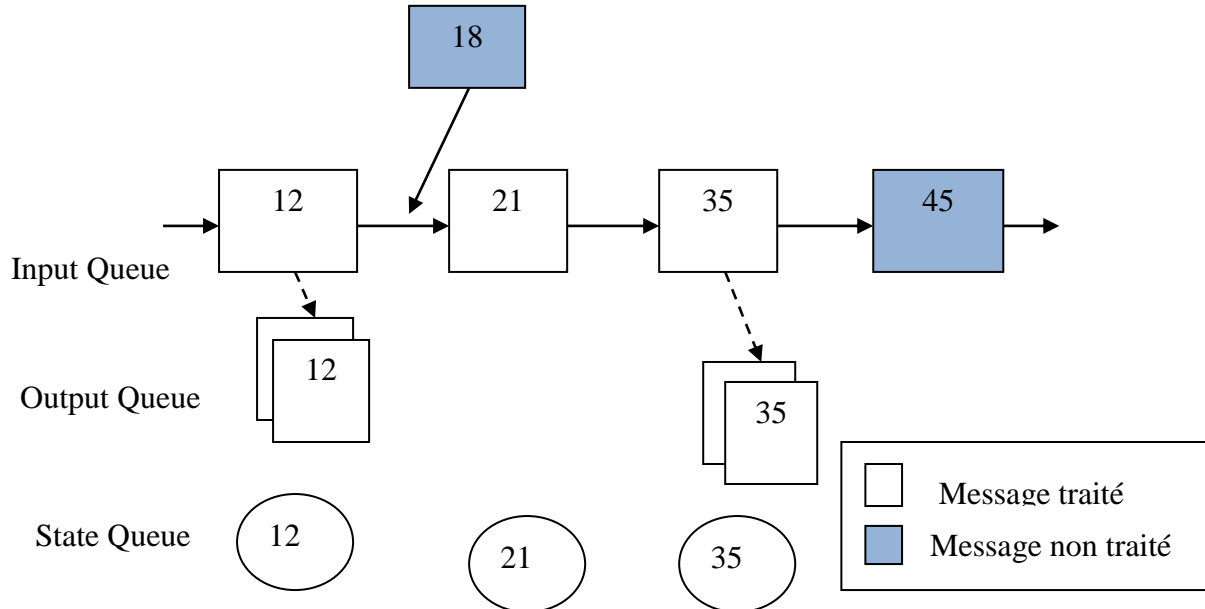 18
12
21
35
45
Input Queue
12
Output Queue
35
Message traité
State Queue
12
21
35
Message non traité